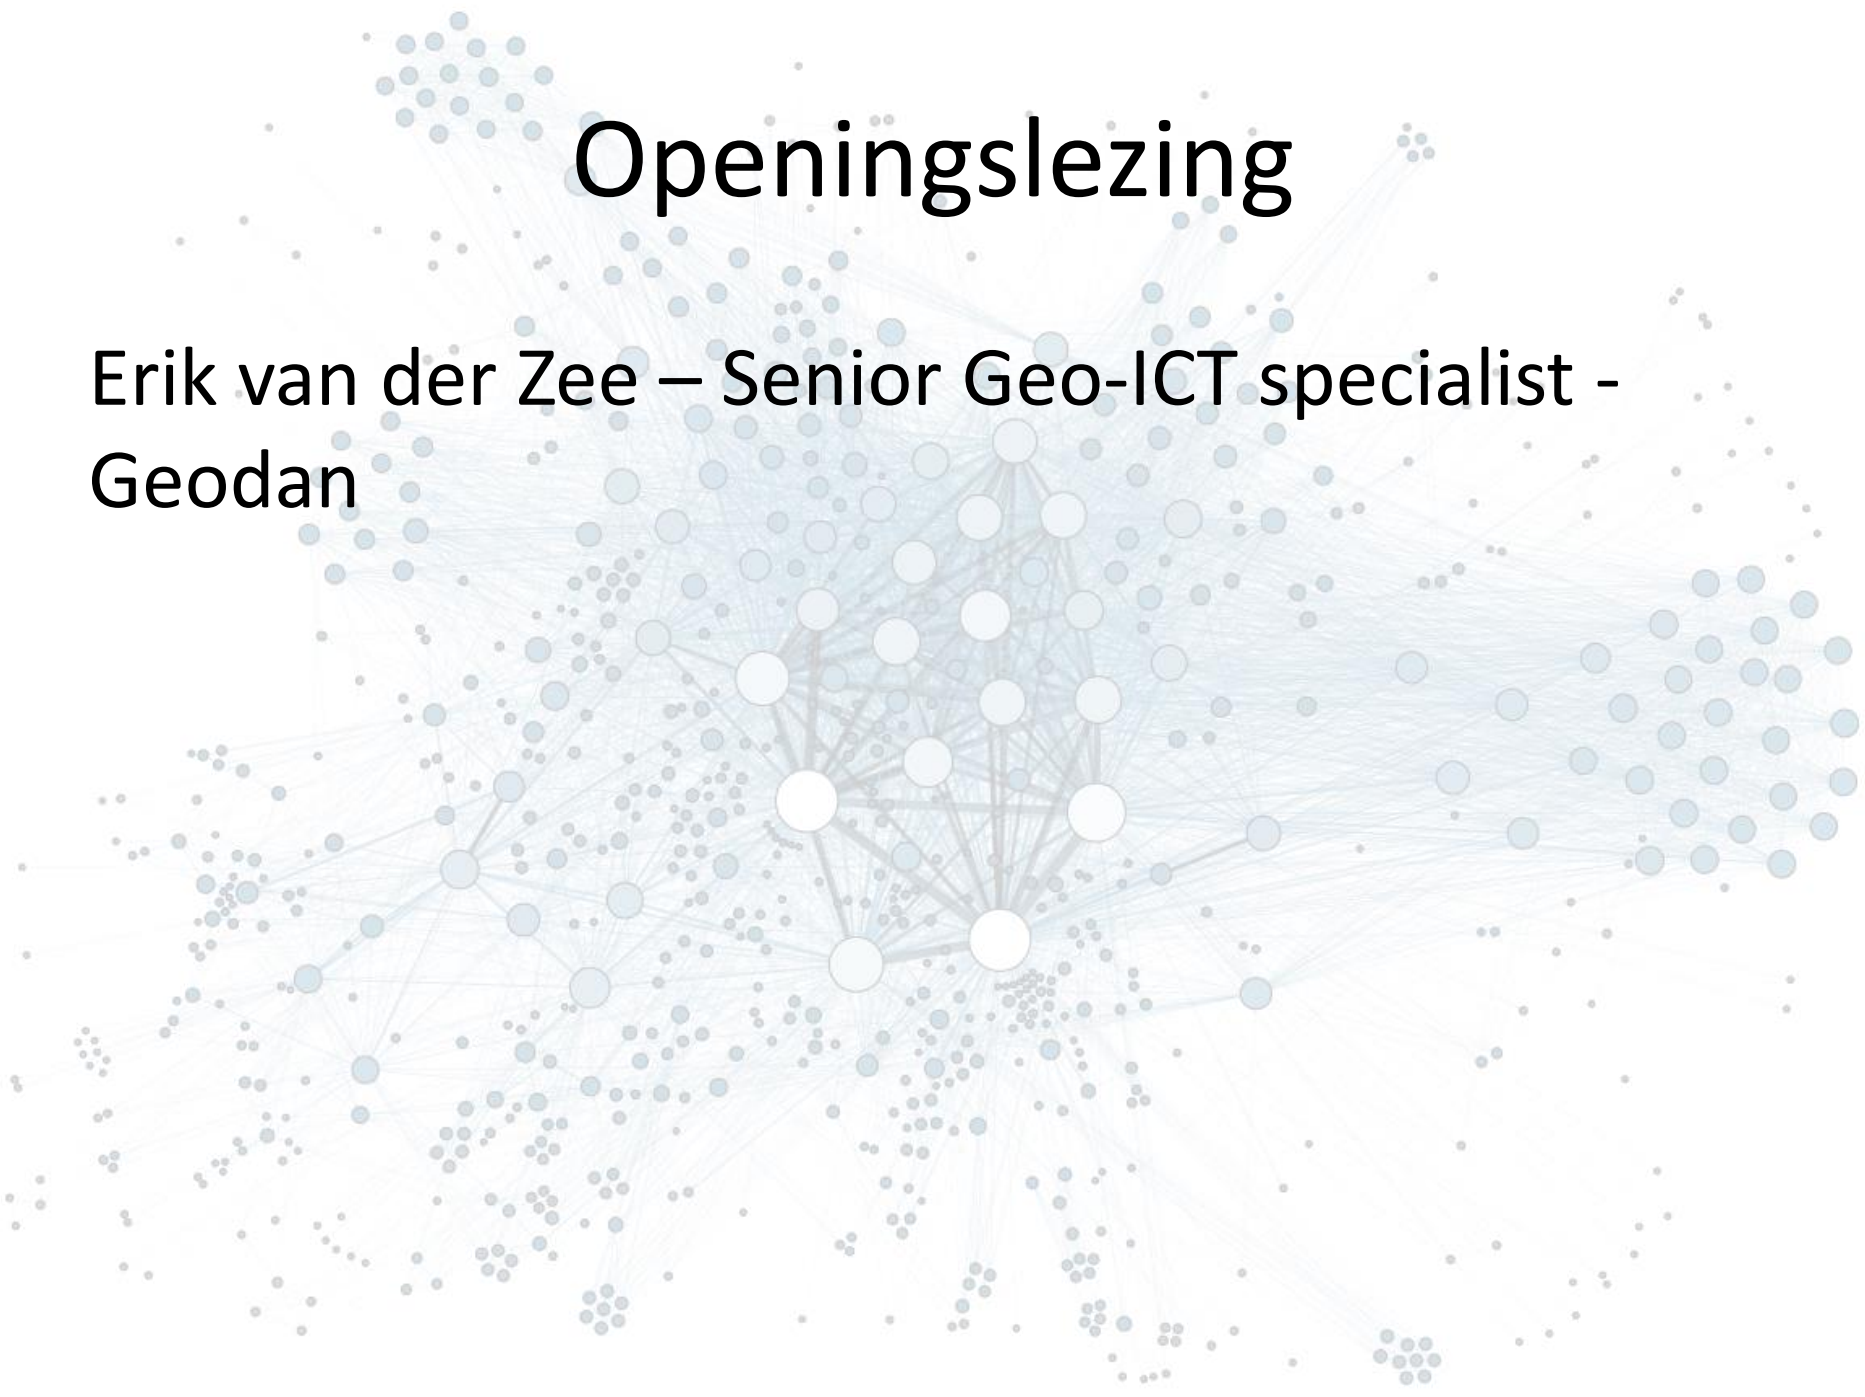 Openingslezing
Erik van der Zee – Senior Geo-ICT specialist -
Geodan